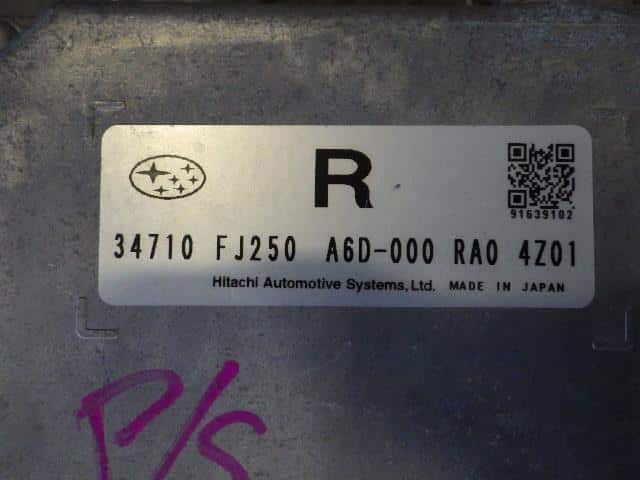 R
91639102
34710 FJ250 A6D-000 RA0 4Z01
Hitachi Automotive Systems, Ltd. MADE IN JAPAN
P/S